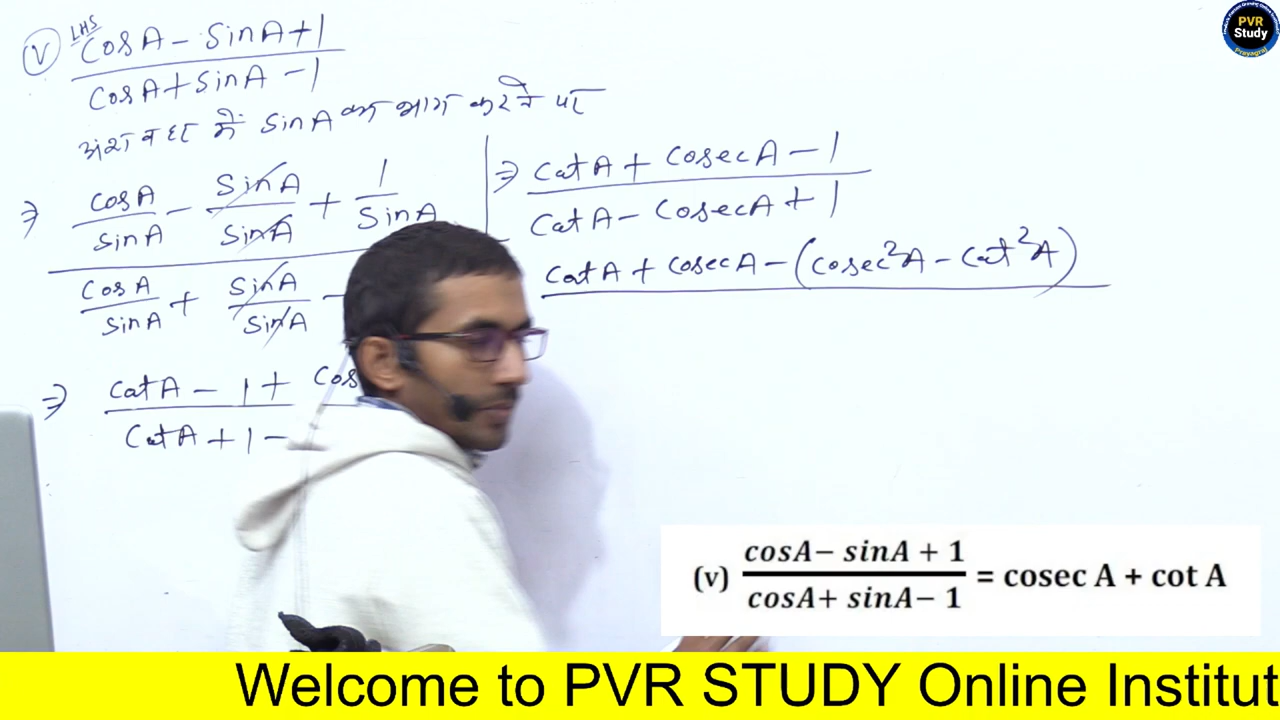 PVR
Study
Prayagraj
LHS
(V) CosA - SinA + 1
CosA + SinA - 1
अंश व हर में SinA का भाग करने पर
⇒ CosA/SinA - SinA/SinA + 1/SinA
CosA/SinA + SinA/SinA -
⇒ CotA - 1 + Cos
CotA + 1 -
⇒ CotA + CosecA - 1
CotA - CosecA + 1
CotA + CosecA - (Cosec²A - Cot²A)
(v) cosA− sinA + 1
cosA+ sinA− 1
= cosec A + cot A
Welcome to PVR STUDY Online Institut